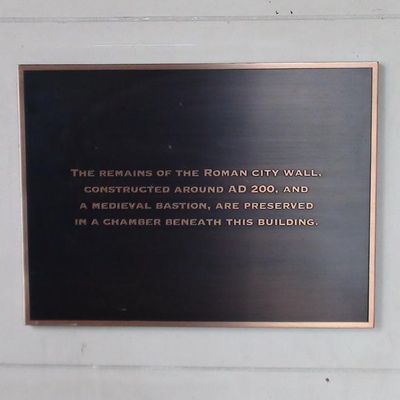 The remains of the Roman city wall,
constructed around AD 200, and
a medieval bastion, are preserved
in a chamber beneath this building.